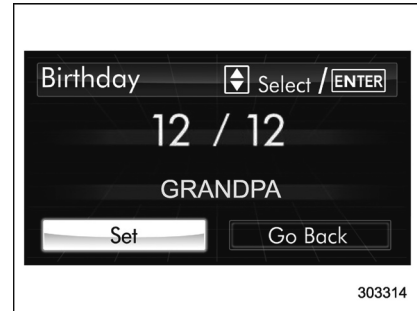 Birthday Select / ENTER
12 / 12
GRANDPA
Set Go Back
303314